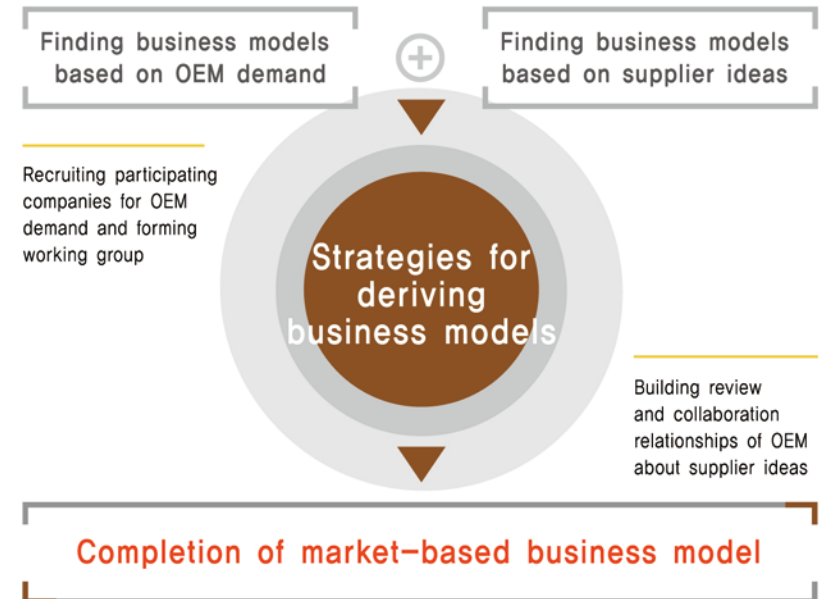 Finding business models
based on OEM demand
Finding business models
based on supplier ideas
Recruiting participating
companies for OEM
demand and forming
working group
Strategies for
deriving
business models
Building review
and collaboration
relationships of OEM
about supplier ideas
Completion of market-based business model